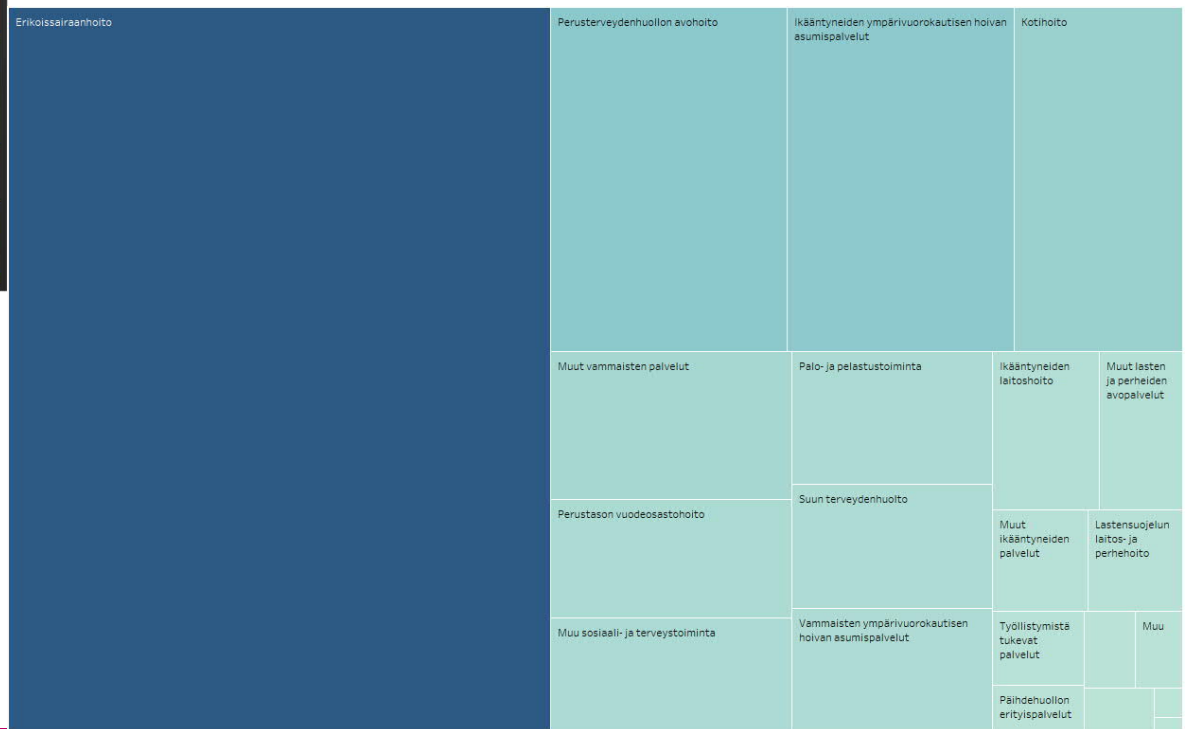 Erikoissairaanhoito
Perusterveydenhuollon avohoito
Ikääntyneiden ympärivuorokautisen hoivan
asumispalvelut
Kotihoito
Muut vammaisten palvelut
Palo- ja pelastustoiminta
Ikääntyneiden
laitoshoito
Muut lasten
ja perheiden
avopalvelut
Perustason vuodeosastohoito
Suun terveydenhuolto
Muut
ikääntyneiden
palvelut
Lastensuojelun
laitos- ja
perhehoito
Muu sosiaali- ja terveystoiminta
Vammaisten ympärivuorokautisen
hoivan asumispalvelut
Työllistymistä
tukevat
palvelut
Muu
Päihdehuollon
erityispalvelut